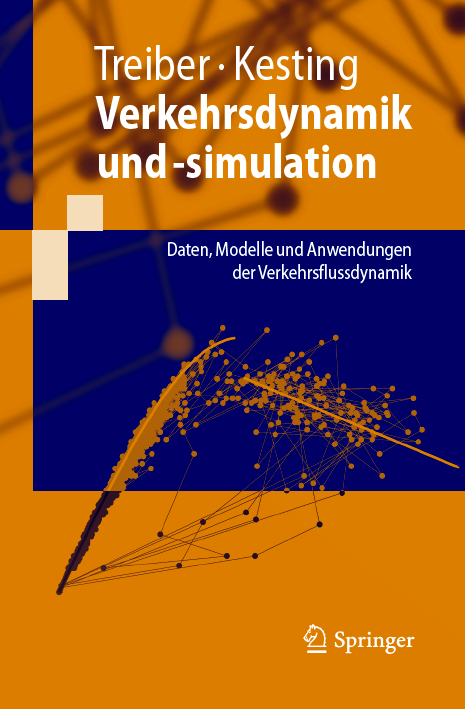 Treiber · Kesting
Verkehrsdynamik
und -simulation
Daten, Modelle und Anwendungen
der Verkehrsflussdynamik
Springer